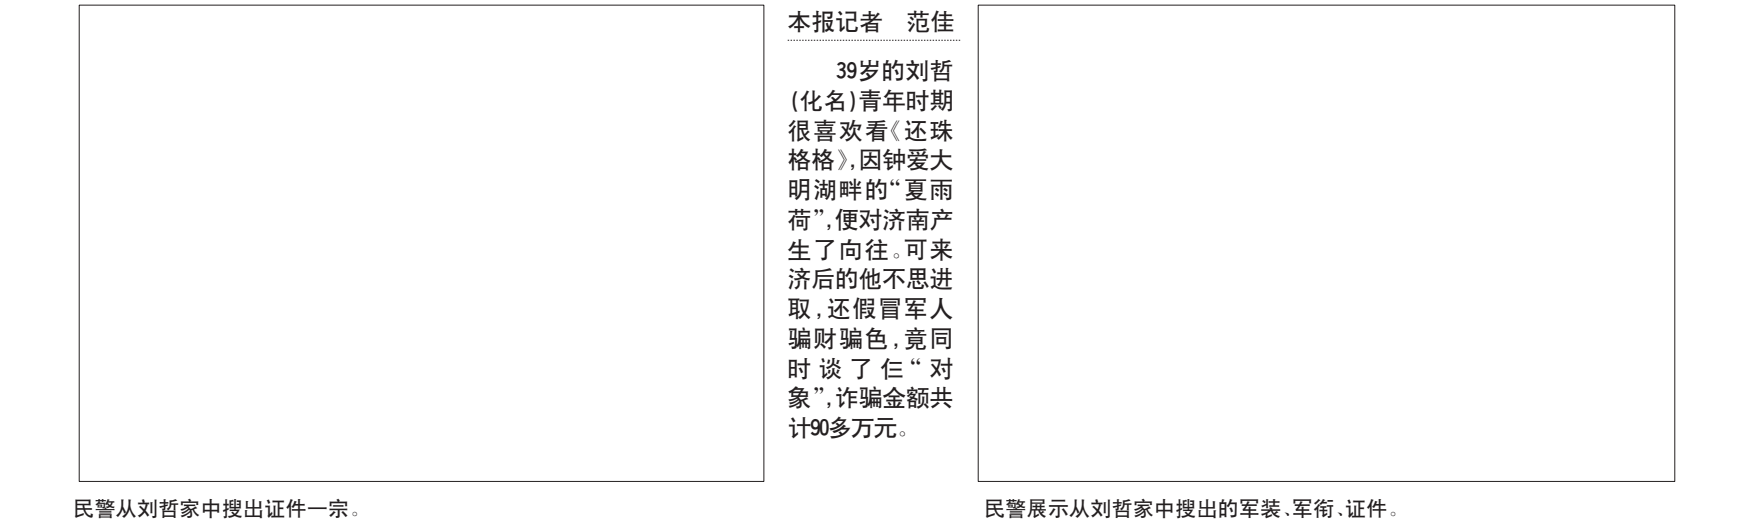 本报记者　范佳
39岁的刘哲
(化名)青年时期
很喜欢看《还珠
格格》,因钟爱大
明湖畔的“夏雨
荷”,便对济南产
生了向往。可来
济后的他不思进
取,还假冒军人
骗财骗色,竟同
时谈了仨“对
象”,诈骗金额共
计90多万元。
民警从刘哲家中搜出证件一宗。
民警展示从刘哲家中搜出的军装、军衔、证件。